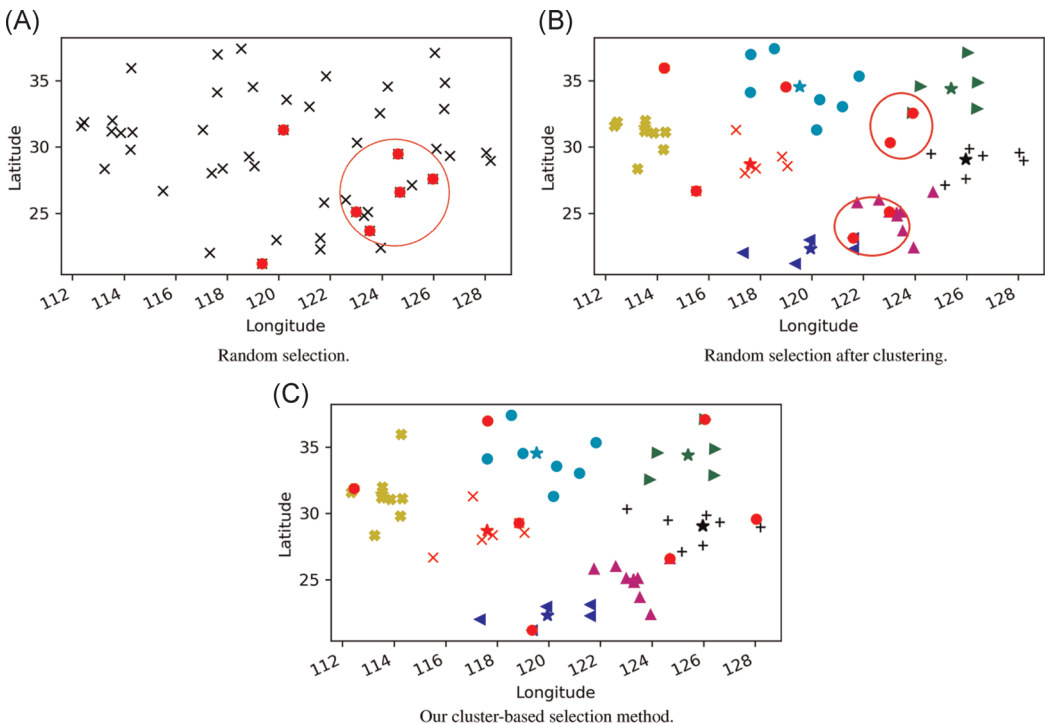 (A)
35
30
25
Latitude
112 114 116 118 120 122 124 126 128
Longitude
Random selection.
(B)
35
30
25
Latitude
112 114 116 118 120 122 124 126 128
Longitude
Random selection after clustering.
(C)
35
30
25
Latitude
112 114 116 118 120 122 124 126 128
Longitude
Our cluster-based selection method.